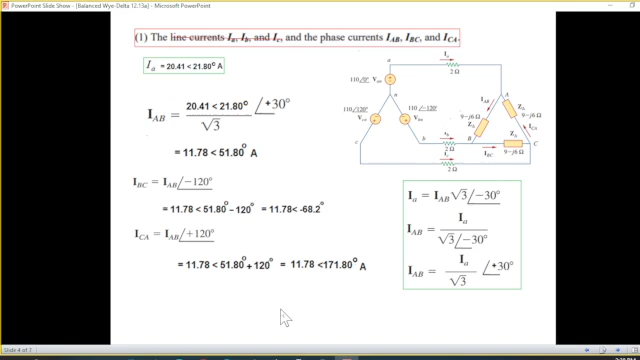 PowerPoint Slide Show - [Balanced Wye-Delta 12.13a] - Microsoft PowerPoint
(1) The line currents Ia, Ib, and Ic, and the phase currents IAB, IBC, and ICA.
Ia = 20.41 < 21.80° A
IAB = 20.41 < 21.80° / √3 ∠+30°
= 11.78 < 51.80° A
IBC = IAB/−120°
= 11.78 < 51.80° − 120° = 11.78< -68.2°
ICA = IAB/+120°
= 11.78 < 51.80° + 120° = 11.78 <171.80° A
a
Ia
2 Ω
110/0° Van
n
110/120° Vcn
110/−120° Vbn
c
b
Ib
2 Ω
Ic
2 Ω
A
B
C
IAB
ICA
IBC
ZΔ
9−j6 Ω
9−j6 Ω
ZΔ
ZΔ
9−j6 Ω
Ia = IAB √3/−30°
IAB = Ia / √3/−30°
IAB = Ia / √3 ∠+30°
Slide 4 of 7